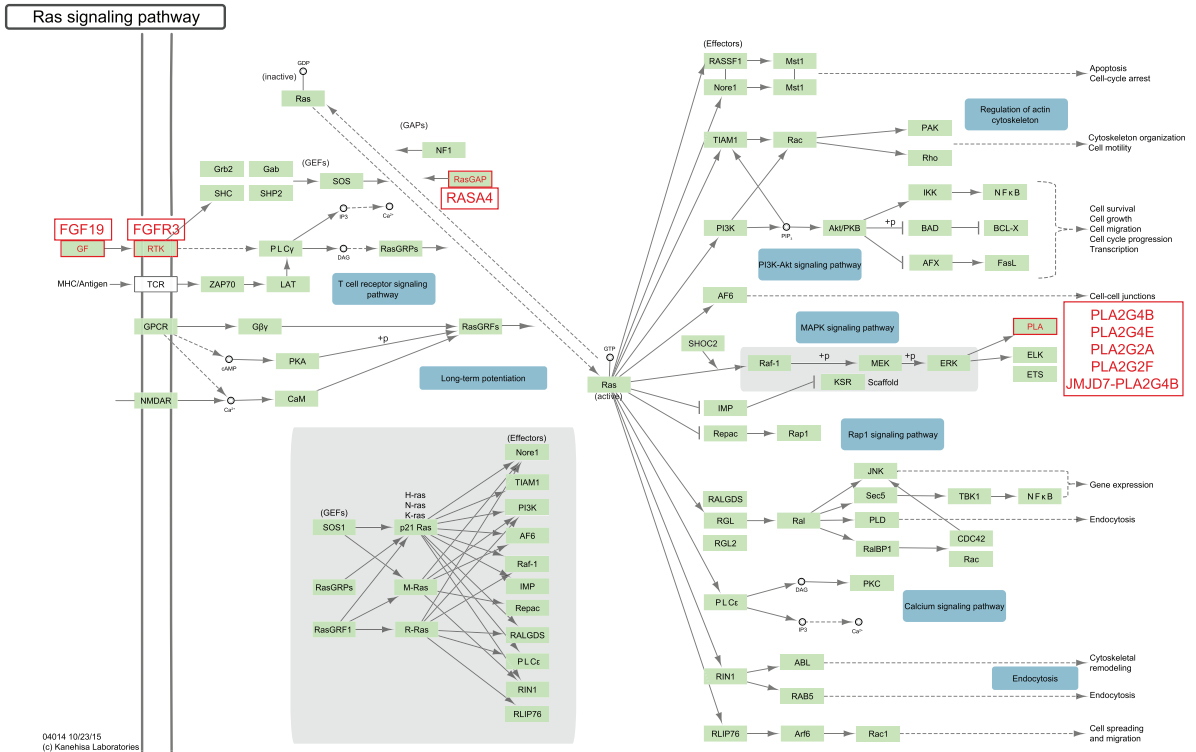 Ras signaling pathway
GDP
(inactive)
Ras
(GAPs)
NF1
RasGAP
RASA4
Grb2
Gab
(GEFs)
SOS
SHC
SHP2
FGF19
FGFR3
GF
RTK
IP3
Ca²⁺
PLCγ
DAG
RasGRPs
MHC/Antigen
TCR
ZAP70
LAT
T cell receptor signaling
pathway
GPCR
Gβγ
RasGRFs
+p
cAMP
PKA
Long-term potentiation
NMDAR
Ca²⁺
CaM
GTP
Ras
(active)
(Effectors)
RASSF1
Mst1
Nore1
Mst1
Apoptosis
Cell-cycle arrest
Regulation of actin
cytoskeleton
TIAM1
Rac
PAK
Rho
Cytoskeleton organization
Cell motility
PI3K
PIP₃
Akt/PKB
+p
IKK
NFκB
BAD
BCL-X
AFX
FasL
Cell survival
Cell growth
Cell migration
Cell cycle progression
Transcription
PI3K-Akt signaling pathway
AF6
Cell-cell junctions
MAPK signaling pathway
SHOC2
Raf-1
+p
MEK
+p
ERK
KSR
Scaffold
PLA
ELK
ETS
PLA2G4B
PLA2G4E
PLA2G2A
PLA2G2F
JMJD7-PLA2G4B
IMP
Repac
Rap1
Rap1 signaling pathway
RALGDS
RGL
RGL2
Ral
JNK
Sec5
TBK1
NFκB
Gene expression
PLD
Endocytosis
RalBP1
CDC42
Rac
PLCε
DAG
PKC
IP3
Ca²⁺
Calcium signaling pathway
RIN1
ABL
RAB5
Cytoskeletal
remodeling
Endocytosis
Endocytosis
RLIP76
Arf6
Rac1
Cell spreading
and migration
(Effectors)
Nore1
TIAM1
PI3K
AF6
Raf-1
IMP
Repac
RALGDS
PLCε
RIN1
RLIP76
H-ras
N-ras
K-ras
(GEFs)
SOS1
p21 Ras
RasGRPs
M-Ras
RasGRF1
R-Ras
04014 10/23/15
(c) Kanehisa Laboratories